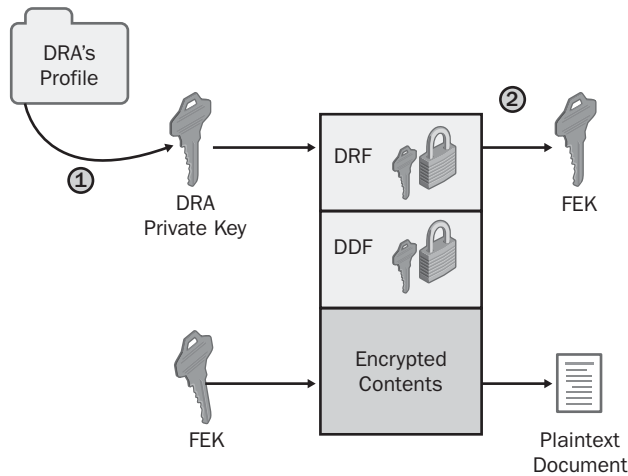 DRA's
Profile
①
DRA
Private Key
DRF
②
FEK
DDF
FEK
Encrypted
Contents
Plaintext
Document